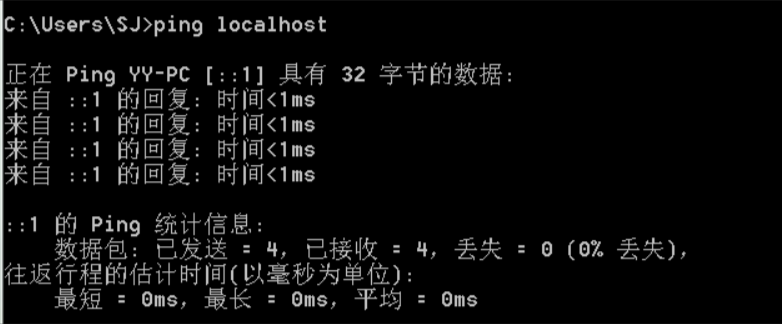 C:\Users\SJ>ping localhost
正在 Ping YY-PC [::1] 具有 32 字节的数据:
来自 ::1 的回复: 时间<1ms
来自 ::1 的回复: 时间<1ms
来自 ::1 的回复: 时间<1ms
来自 ::1 的回复: 时间<1ms
::1 的 Ping 统计信息:
数据包: 已发送 = 4, 已接收 = 4, 丢失 = 0 (0% 丢失),
往返行程的估计时间(以毫秒为单位):
最短 = 0ms, 最长 = 0ms, 平均 = 0ms